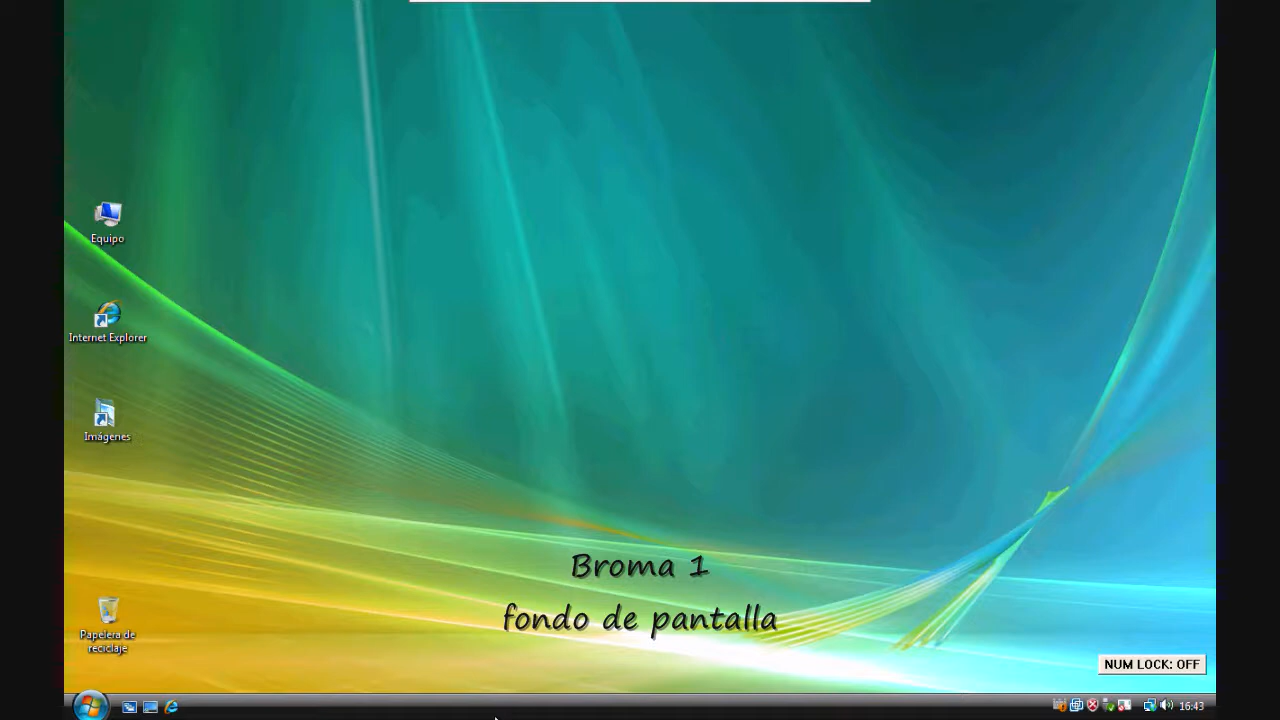 Equipo
Internet Explorer
Imágenes
Broma 1
fondo de pantalla
Papelera de
reciclaje
NUM LOCK: OFF
16:43